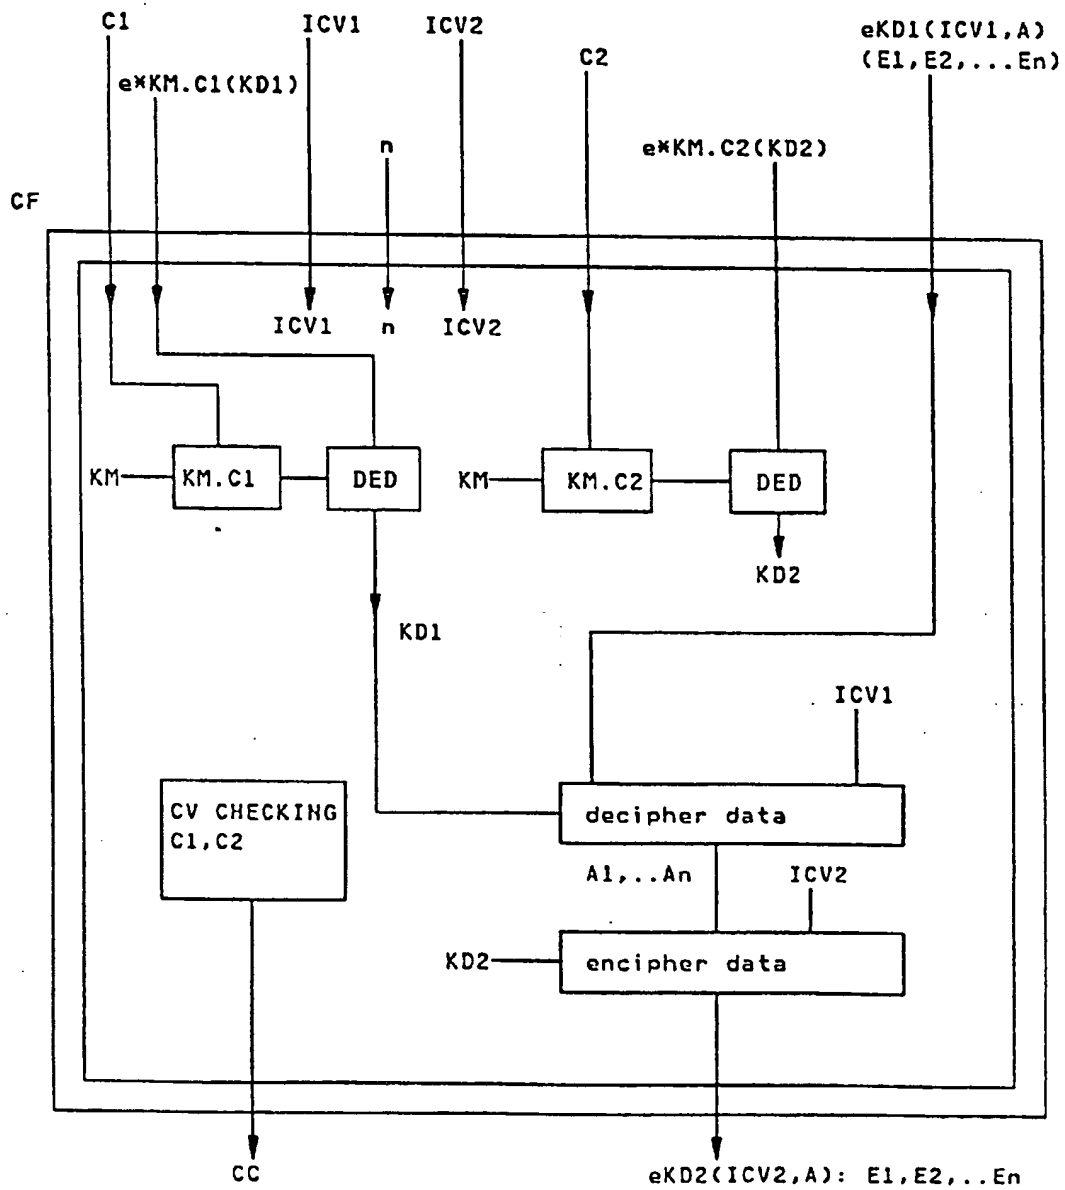 C1
ICV1
ICV2
eKD1(ICV1,A)
(E1,E2,...En)
C2
e*KM.C1(KD1)
n
e*KM.C2(KD2)
CF
ICV1
n
ICV2
KM
KM.C1
DED
KM
KM.C2
DED
KD2
KD1
ICV1
CV CHECKING
C1,C2
decipher data
A1,..An
ICV2
KD2
encipher data
CC
eKD2(ICV2,A): E1,E2,..En